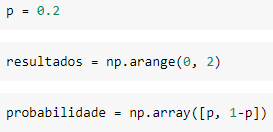 p = 0.2
resultados = np.arange(0, 2)
probabilidade = np.array([p, 1-p])